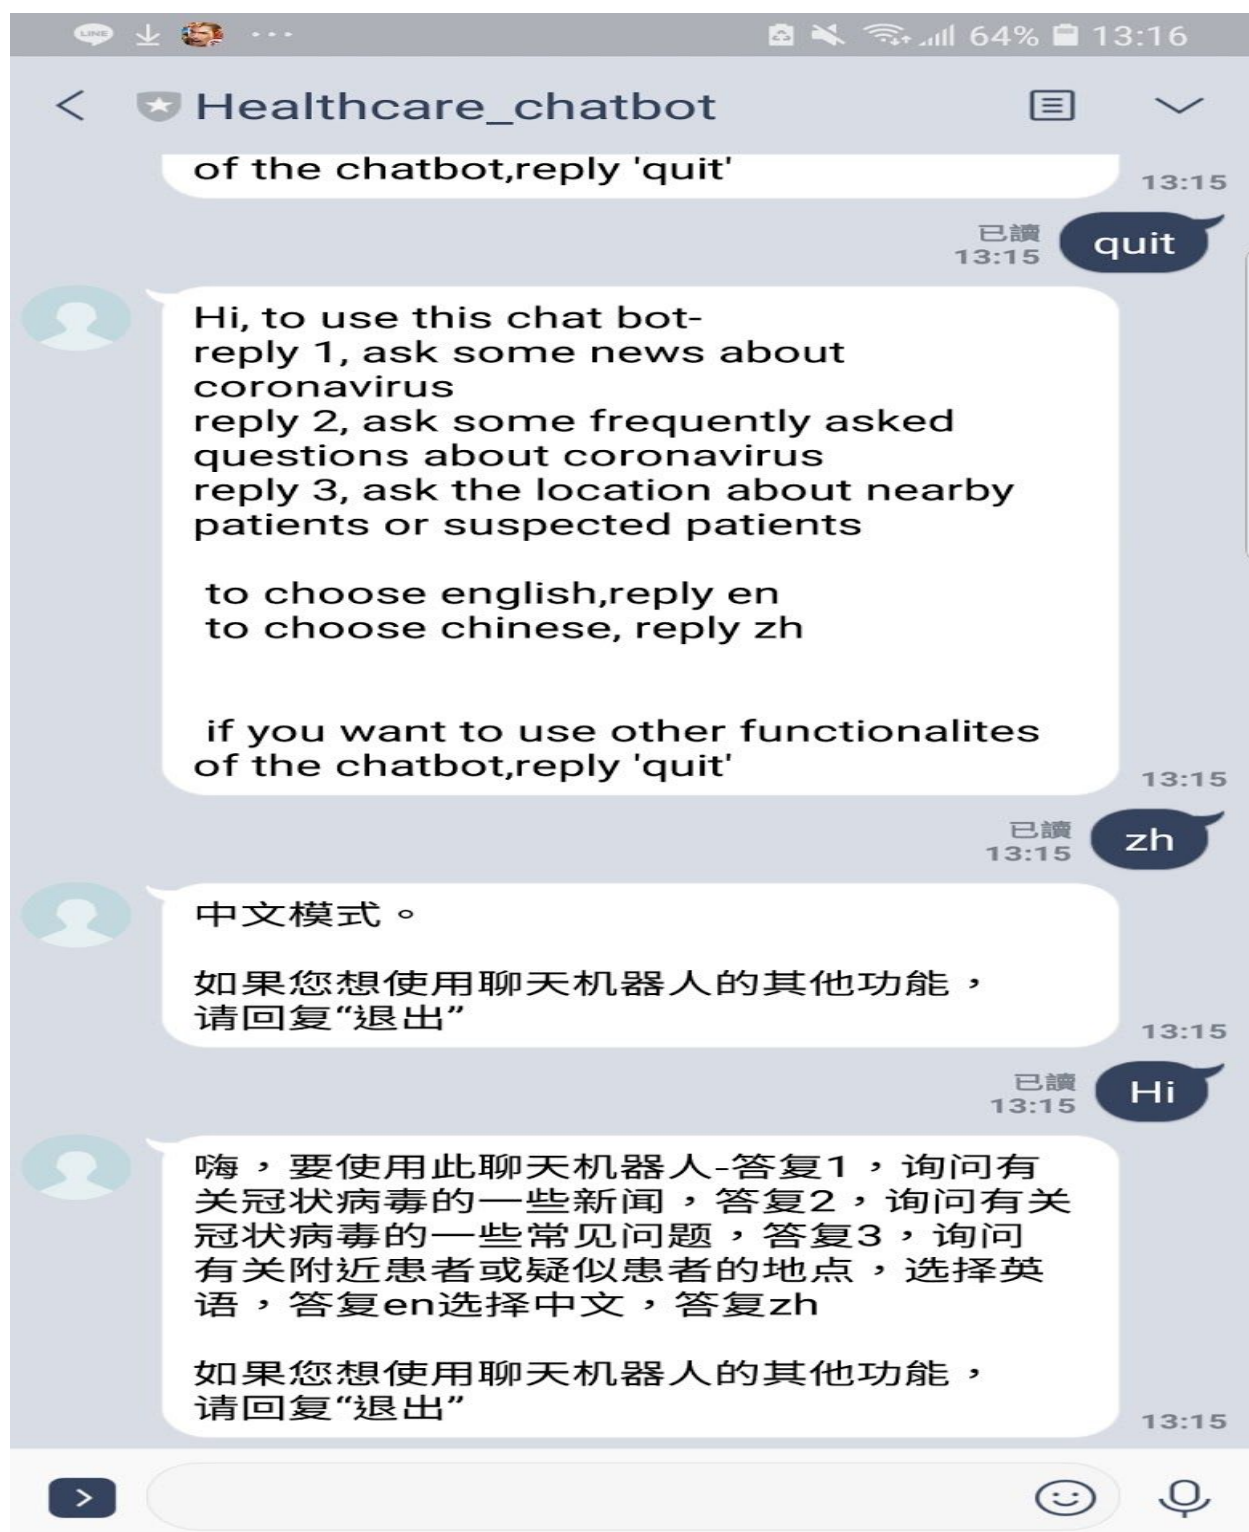 LINE
64% 13:16
Healthcare_chatbot
of the chatbot,reply 'quit'
13:15
已讀
13:15
quit
Hi, to use this chat bot-
reply 1, ask some news about
coronavirus
reply 2, ask some frequently asked
questions about coronavirus
reply 3, ask the location about nearby
patients or suspected patients
to choose english,reply en
to choose chinese, reply zh
if you want to use other functionalites
of the chatbot,reply 'quit'
13:15
已讀
13:15
zh
中文模式。
如果您想使用聊天机器人的其他功能，
请回复“退出”
13:15
已讀
13:15
Hi
嗨，要使用此聊天机器人-答复1，询问有
关冠状病毒的一些新闻，答复2，询问有关
冠状病毒的一些常见问题，答复3，询问
有关附近患者或疑似患者的地点，选择英
语，答复en选择中文，答复zh
如果您想使用聊天机器人的其他功能，
请回复“退出”
13:15